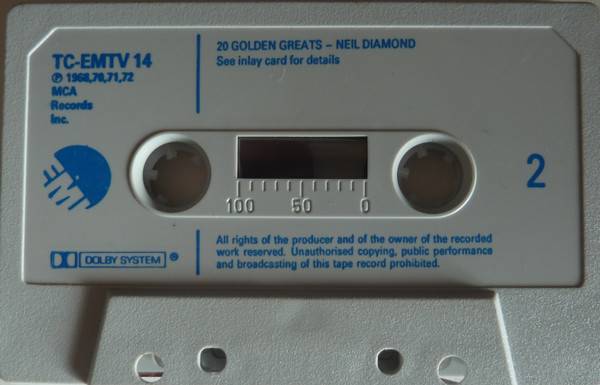 TC-EMTV 14
℗ 1968,70,71,72
MCA
Records
Inc.
20 GOLDEN GREATS – NEIL DIAMOND
See inlay card for details
EMI
100 50 0
2
DOLBY SYSTEM ®
All rights of the producer and of the owner of the recorded
work reserved. Unauthorised copying, public performance
and broadcasting of this tape record prohibited.